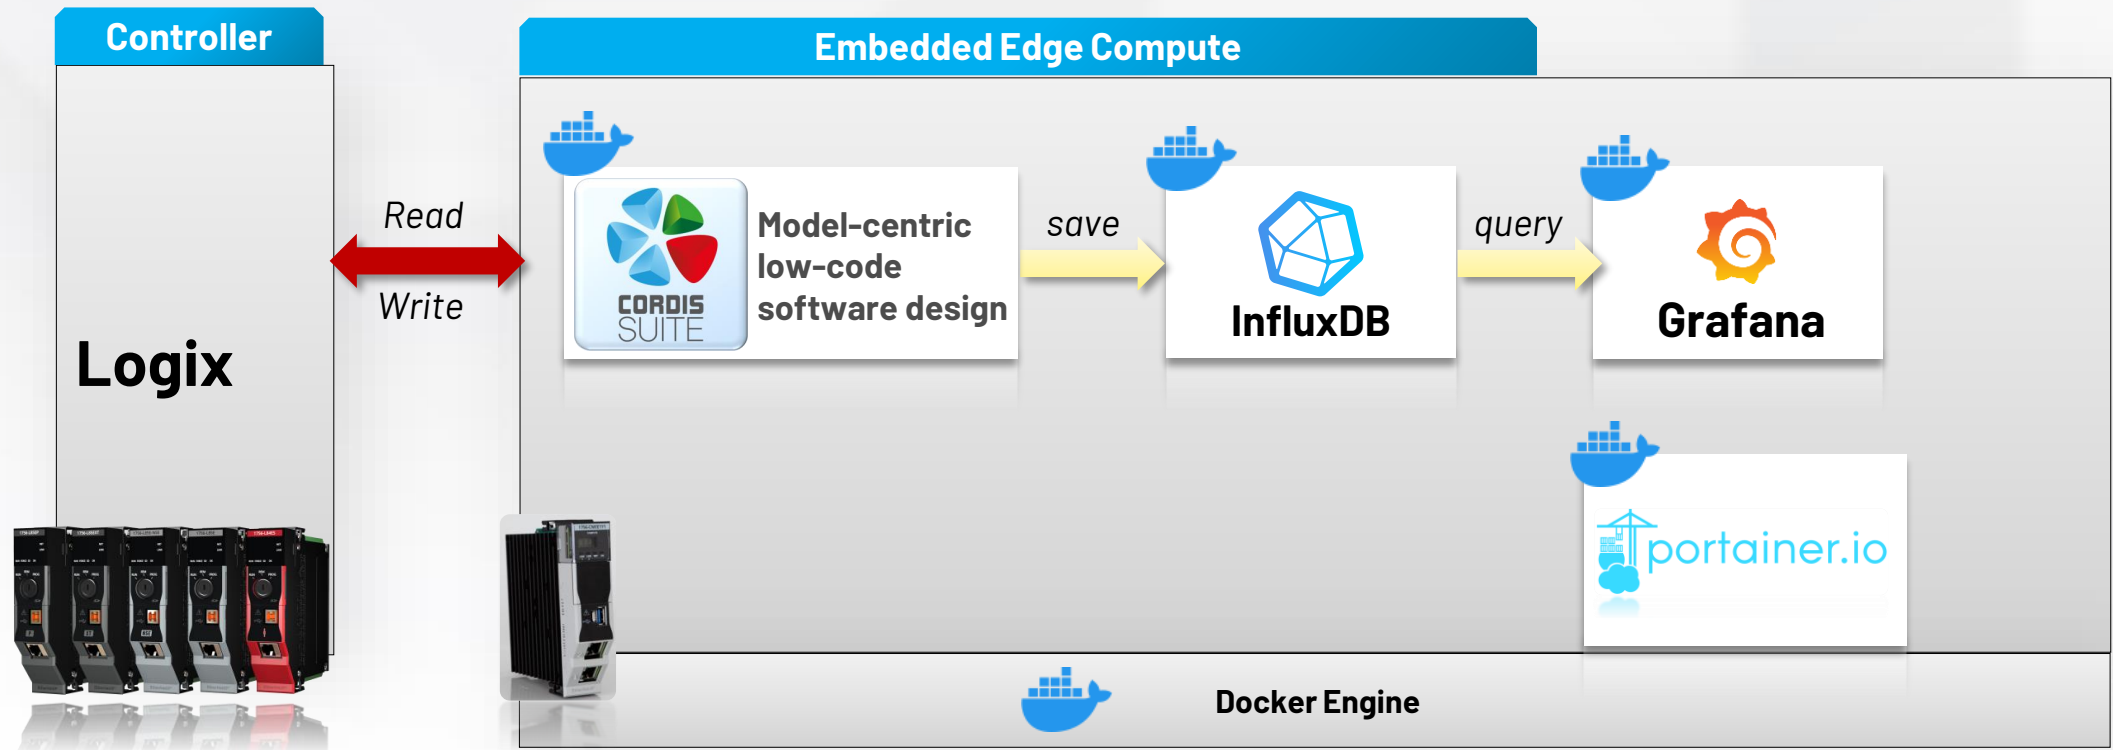 Controller
Embedded Edge Compute
Logix
Read
Write
CORDIS
SUITE
Model-centric
low-code
software design
save
InfluxDB
query
Grafana
portainer.io
Docker Engine